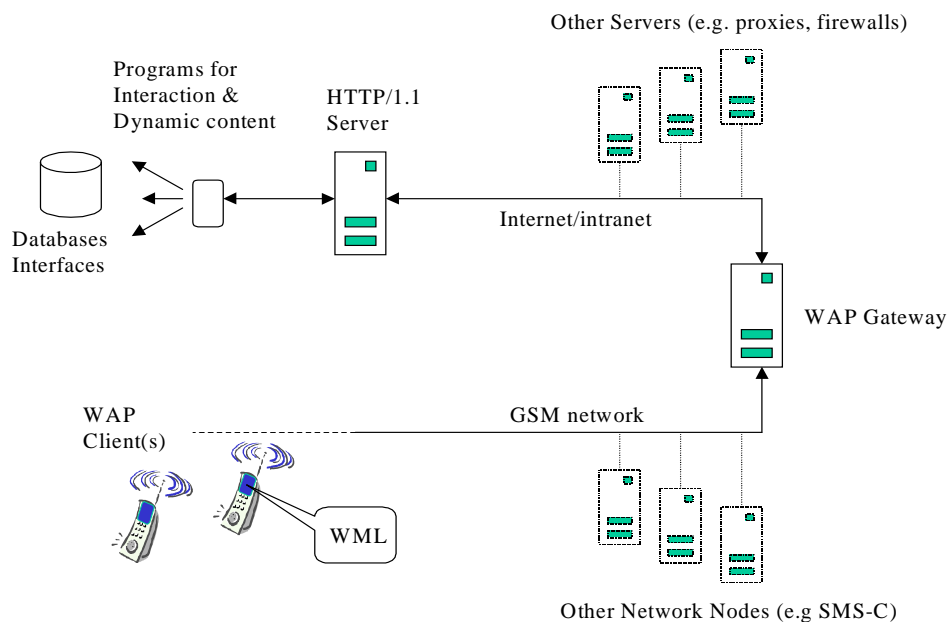 Other Servers (e.g. proxies, firewalls)
Programs for
Interaction &
Dynamic content
HTTP/1.1
Server
Internet/intranet
Databases
Interfaces
WAP Gateway
GSM network
WAP
Client(s)
WML
Other Network Nodes (e.g SMS-C)